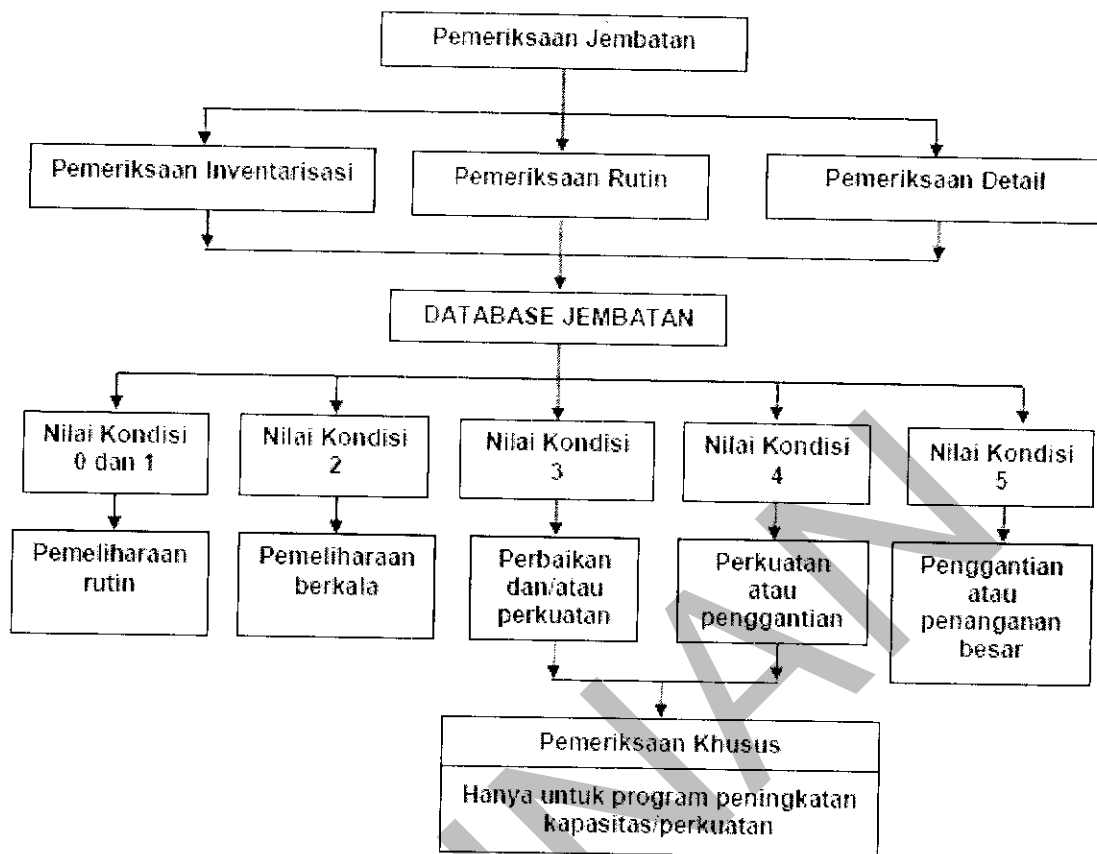 Pemeriksaan Jembatan
Pemeriksaan Inventarisasi
Pemeriksaan Rutin
Pemeriksaan Detail
DATABASE JEMBATAN
Nilai Kondisi
0 dan 1
Nilai Kondisi
2
Nilai Kondisi
3
Nilai Kondisi
4
Nilai Kondisi
5
Pemeliharaan
rutin
Pemeliharaan
berkala
Perbaikan
dan/atau
perkuatan
Perkuatan
atau
penggantian
Penggantian
atau
penanganan
besar
Pemeriksaan Khusus
Hanya untuk program peningkatan
kapasitas/perkuatan